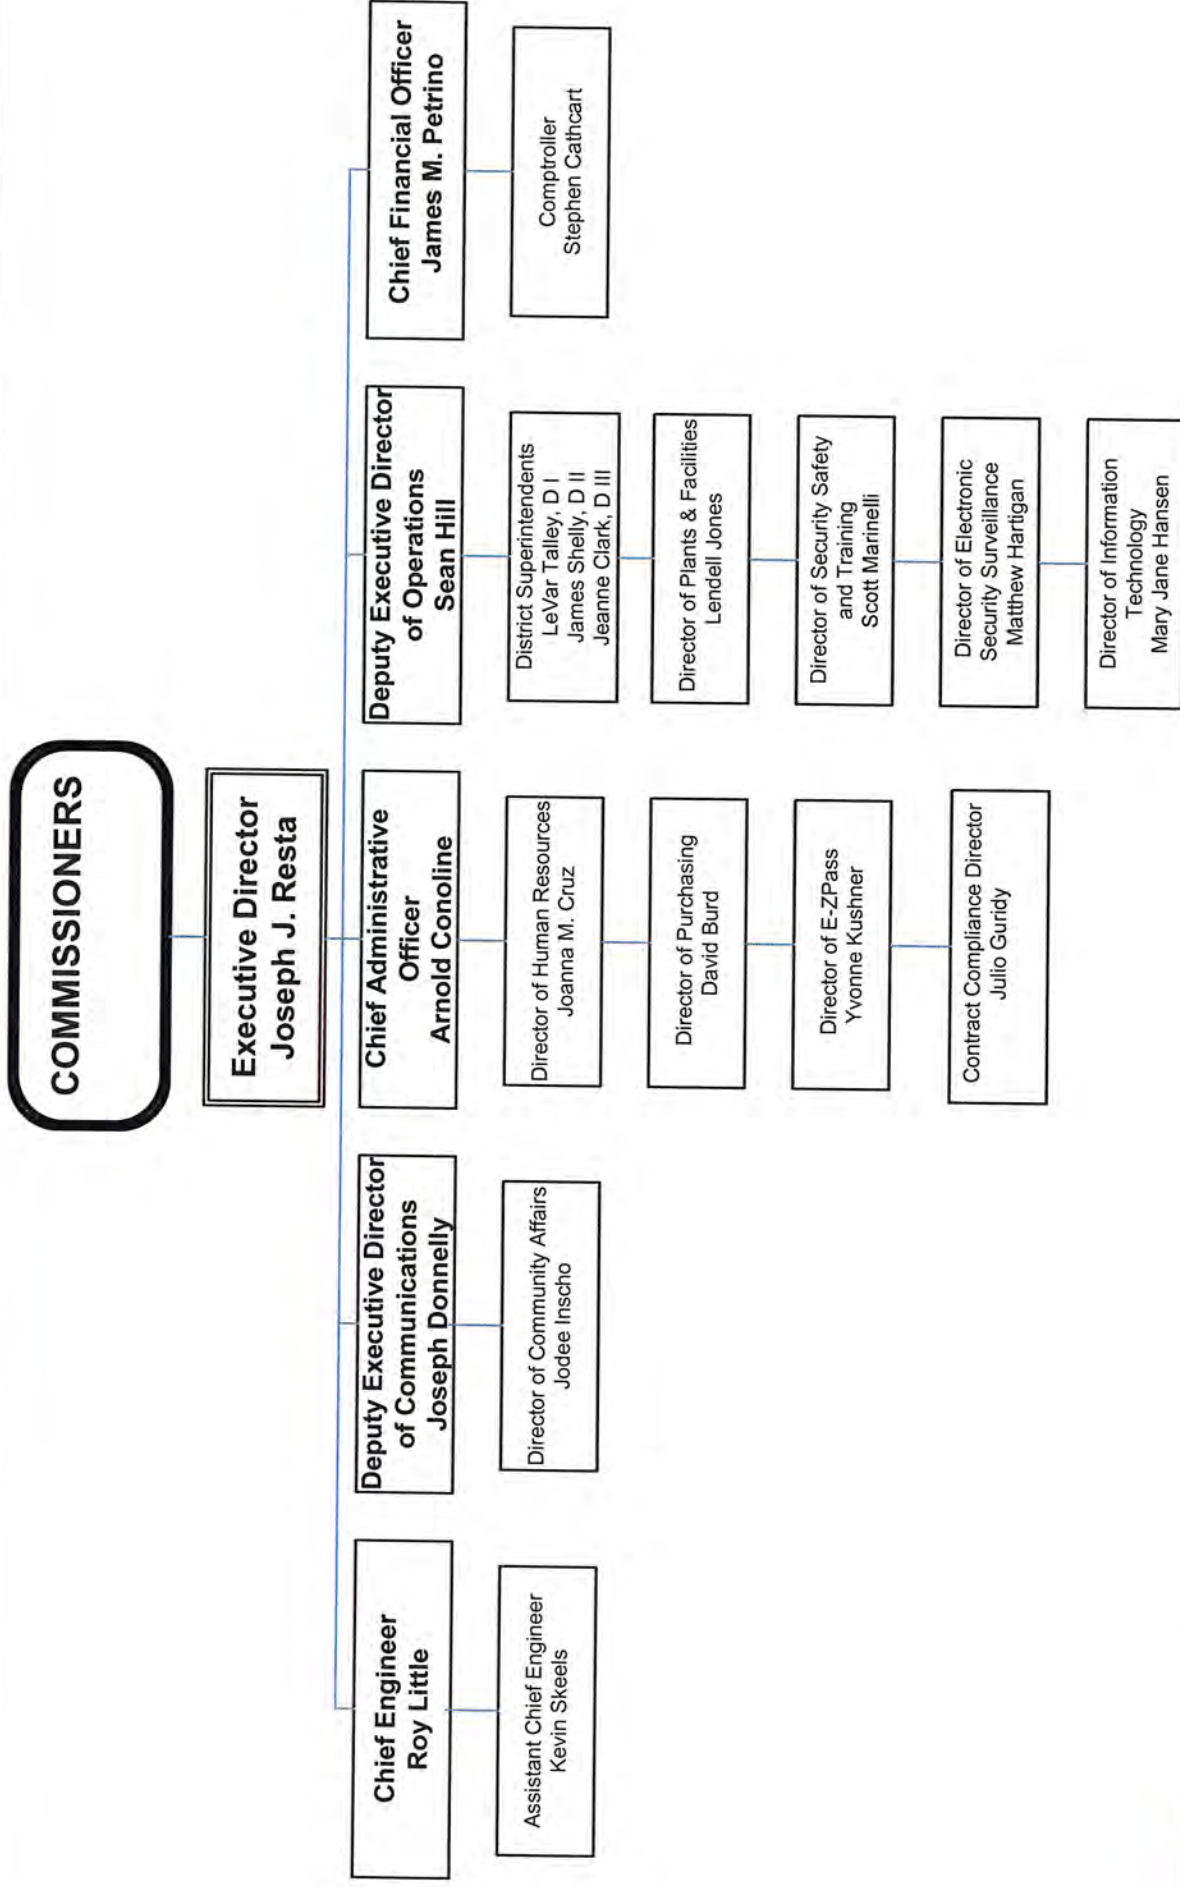 COMMISSIONERS
Executive Director
Joseph J. Resta
Chief Engineer
Roy Little
Assistant Chief Engineer
Kevin Skeels
Deputy Executive Director
of Communications
Joseph Donnelly
Director of Community Affairs
Jodee Inscho
Chief Administrative
Officer
Arnold Conoline
Director of Human Resources
Joanna M. Cruz
Director of Purchasing
David Burd
Director of E-ZPass
Yvonne Kushner
Contract Compliance Director
Julio Guridy
Deputy Executive Director
of Operations
Sean Hill
District Superintendents
LeVar Talley, D I
James Shelly, D II
Jeanne Clark, D III
Director of Plants & Facilities
Lendell Jones
Director of Security Safety
and Training
Scott Marinelli
Director of Electronic
Security Surveillance
Matthew Hartigan
Director of Information
Technology
Mary Jane Hansen
Chief Financial Officer
James M. Petrino
Comptroller
Stephen Cathcart